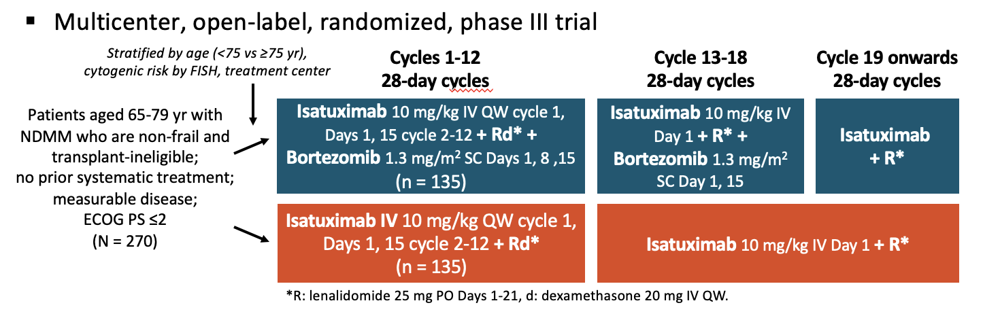 ▪ Multicenter, open-label, randomized, phase III trial
Stratified by age (<75 vs ≥75 yr),
cytogenic risk by FISH, treatment center
Patients aged 65-79 yr with
NDMM who are non-frail and
transplant-ineligible;
no prior systematic treatment;
measurable disease;
ECOG PS ≤2
(N = 270)
Cycles 1-12
28-day cycles
Isatuximab 10 mg/kg IV QW cycle 1,
Days 1, 15 cycle 2-12 + Rd* +
Bortezomib 1.3 mg/m² SC Days 1, 8 ,15
(n = 135)
Cycle 13-18
28-day cycles
Isatuximab 10 mg/kg IV
Day 1 + R* +
Bortezomib 1.3 mg/m²
SC Day 1, 15
Cycle 19 onwards
28-day cycles
Isatuximab
+ R*
Isatuximab IV 10 mg/kg QW cycle 1,
Days 1, 15 cycle 2-12 + Rd*
(n = 135)
Isatuximab 10 mg/kg IV Day 1 + R*
*R: lenalidomide 25 mg PO Days 1-21, d: dexamethasone 20 mg IV QW.